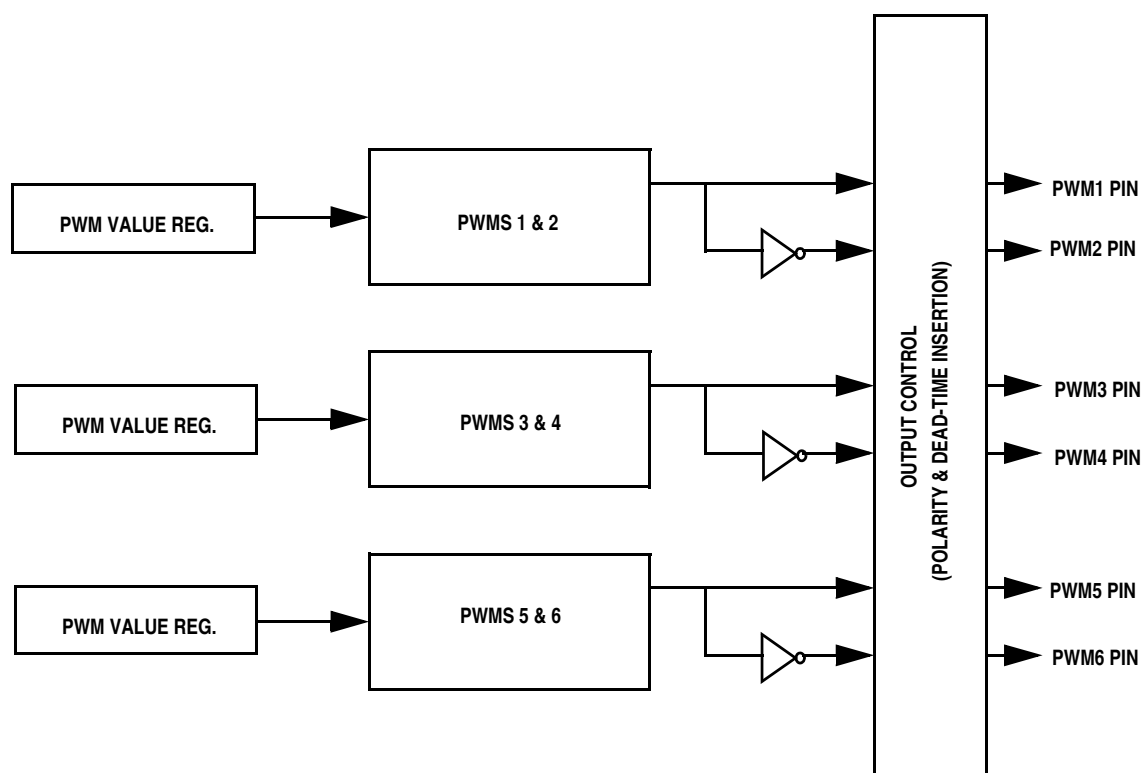 PWM VALUE REG.
PWMS 1 & 2
PWM1 PIN
PWM2 PIN
PWM VALUE REG.
PWMS 3 & 4
PWM3 PIN
PWM4 PIN
PWM VALUE REG.
PWMS 5 & 6
PWM5 PIN
PWM6 PIN
OUTPUT CONTROL
(POLARITY & DEAD-TIME INSERTION)